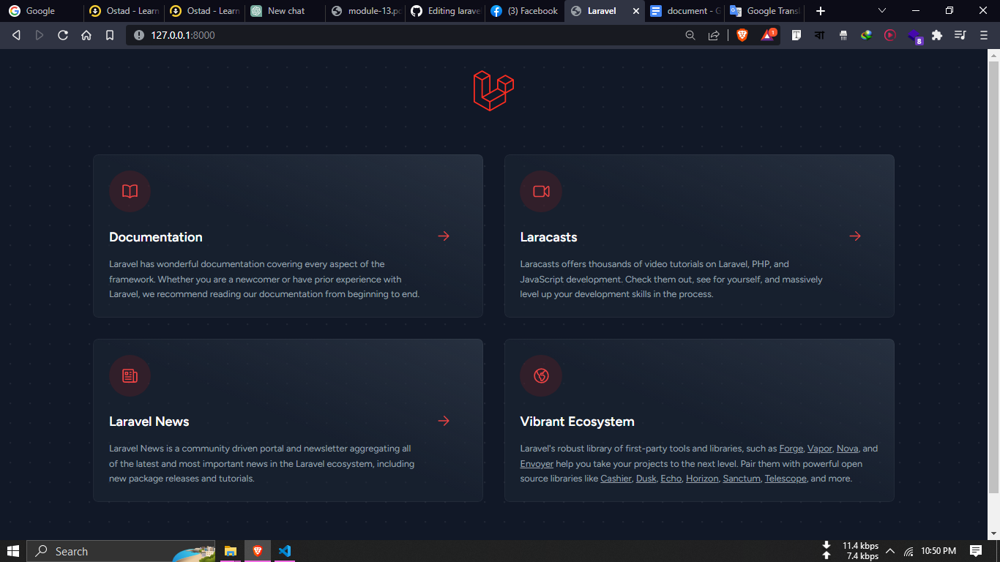 Google
Ostad - Learn
Ostad - Learn
New chat
module-13.pd
Editing larave
(3) Facebook
Laravel
document - G
Google Transl
127.0.0.1:8000
1
বা
8
Documentation
Laravel has wonderful documentation covering every aspect of the
framework. Whether you are a newcomer or have prior experience with
Laravel, we recommend reading our documentation from beginning to end.
Laracasts
Laracasts offers thousands of video tutorials on Laravel, PHP, and
JavaScript development. Check them out, see for yourself, and massively
level up your development skills in the process.
Laravel News
Laravel News is a community driven portal and newsletter aggregating all
of the latest and most important news in the Laravel ecosystem, including
new package releases and tutorials.
Vibrant Ecosystem
Laravel's robust library of first-party tools and libraries, such as Forge, Vapor, Nova, and
Envoyer help you take your projects to the next level. Pair them with powerful open
source libraries like Cashier, Dusk, Echo, Horizon, Sanctum, Telescope, and more.
Search
11.4 kbps
7.4 kbps
10:50 PM